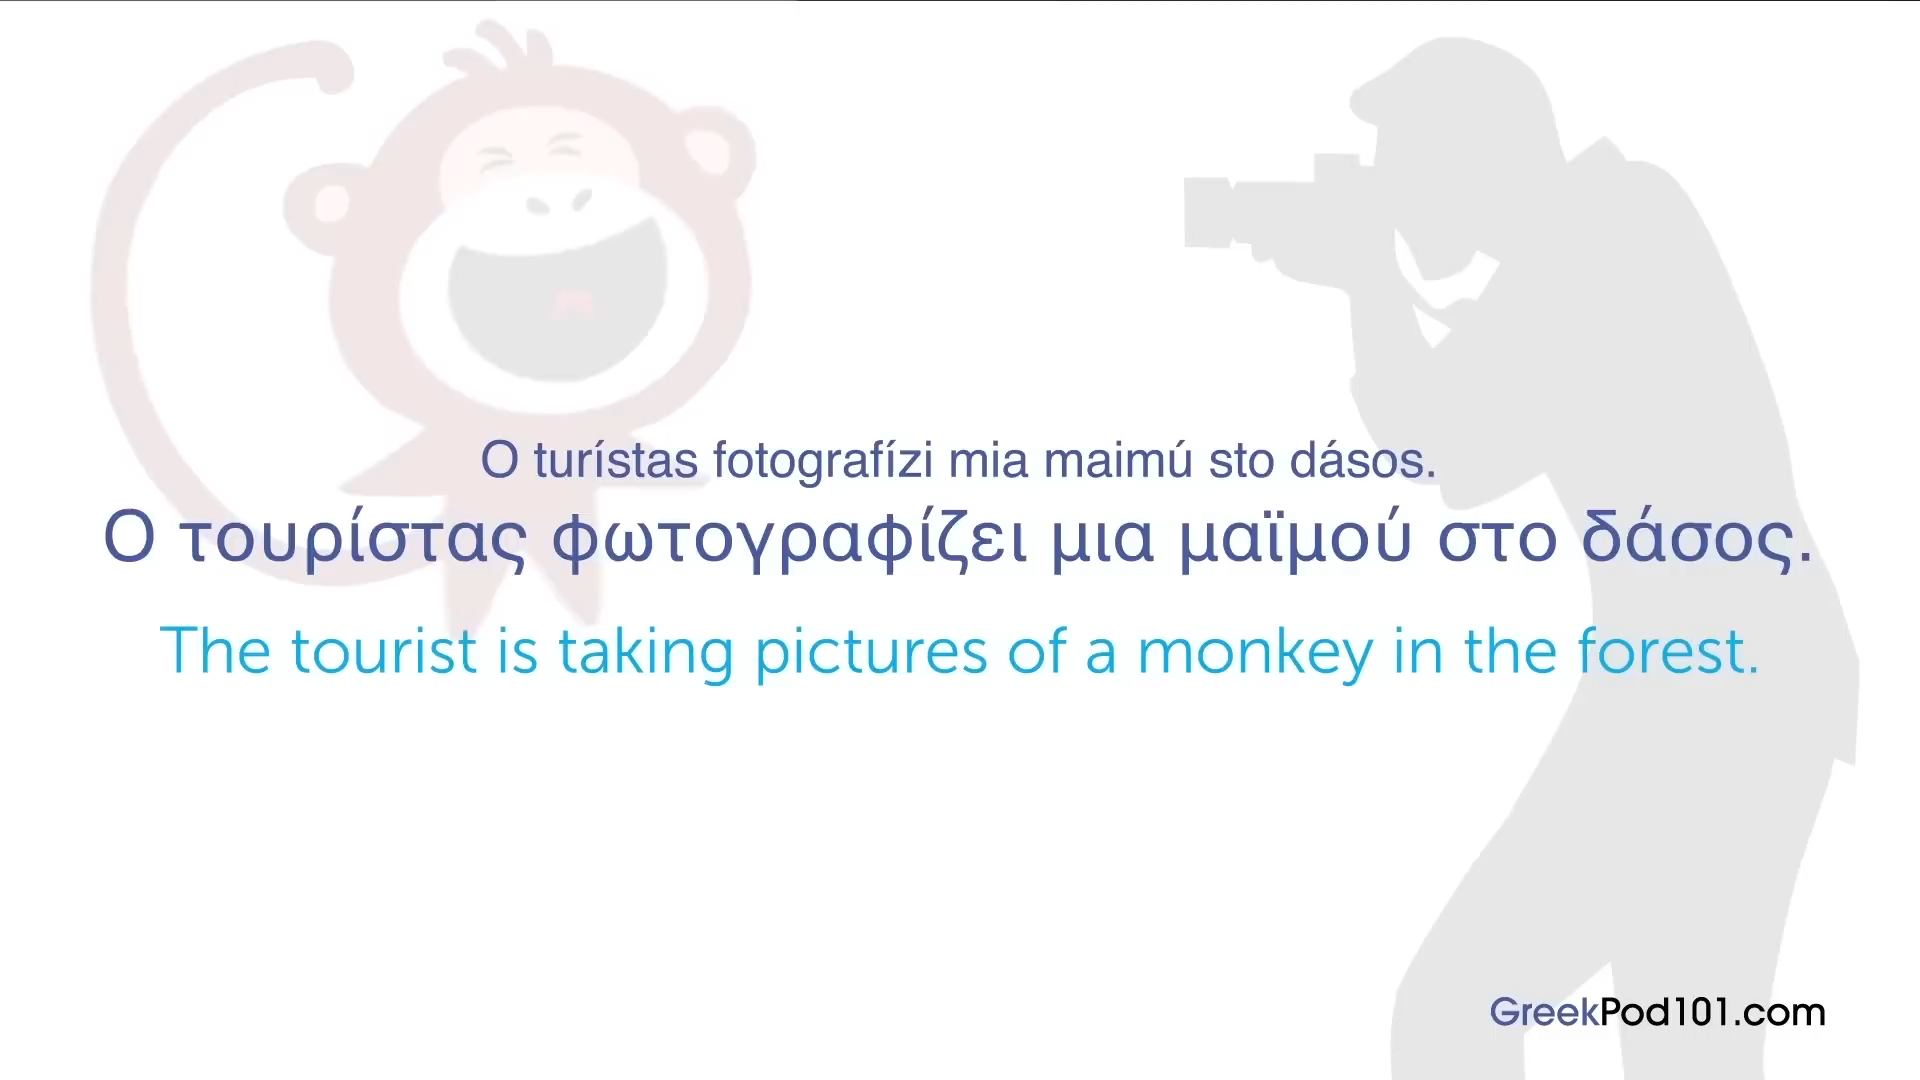 O turístas fotografízi mia maimú sto dásos.
Ο τουρίστας φωτογραφίζει μια μαϊμού στο δάσος.
The tourist is taking pictures of a monkey in the forest.
GreekPod101.com